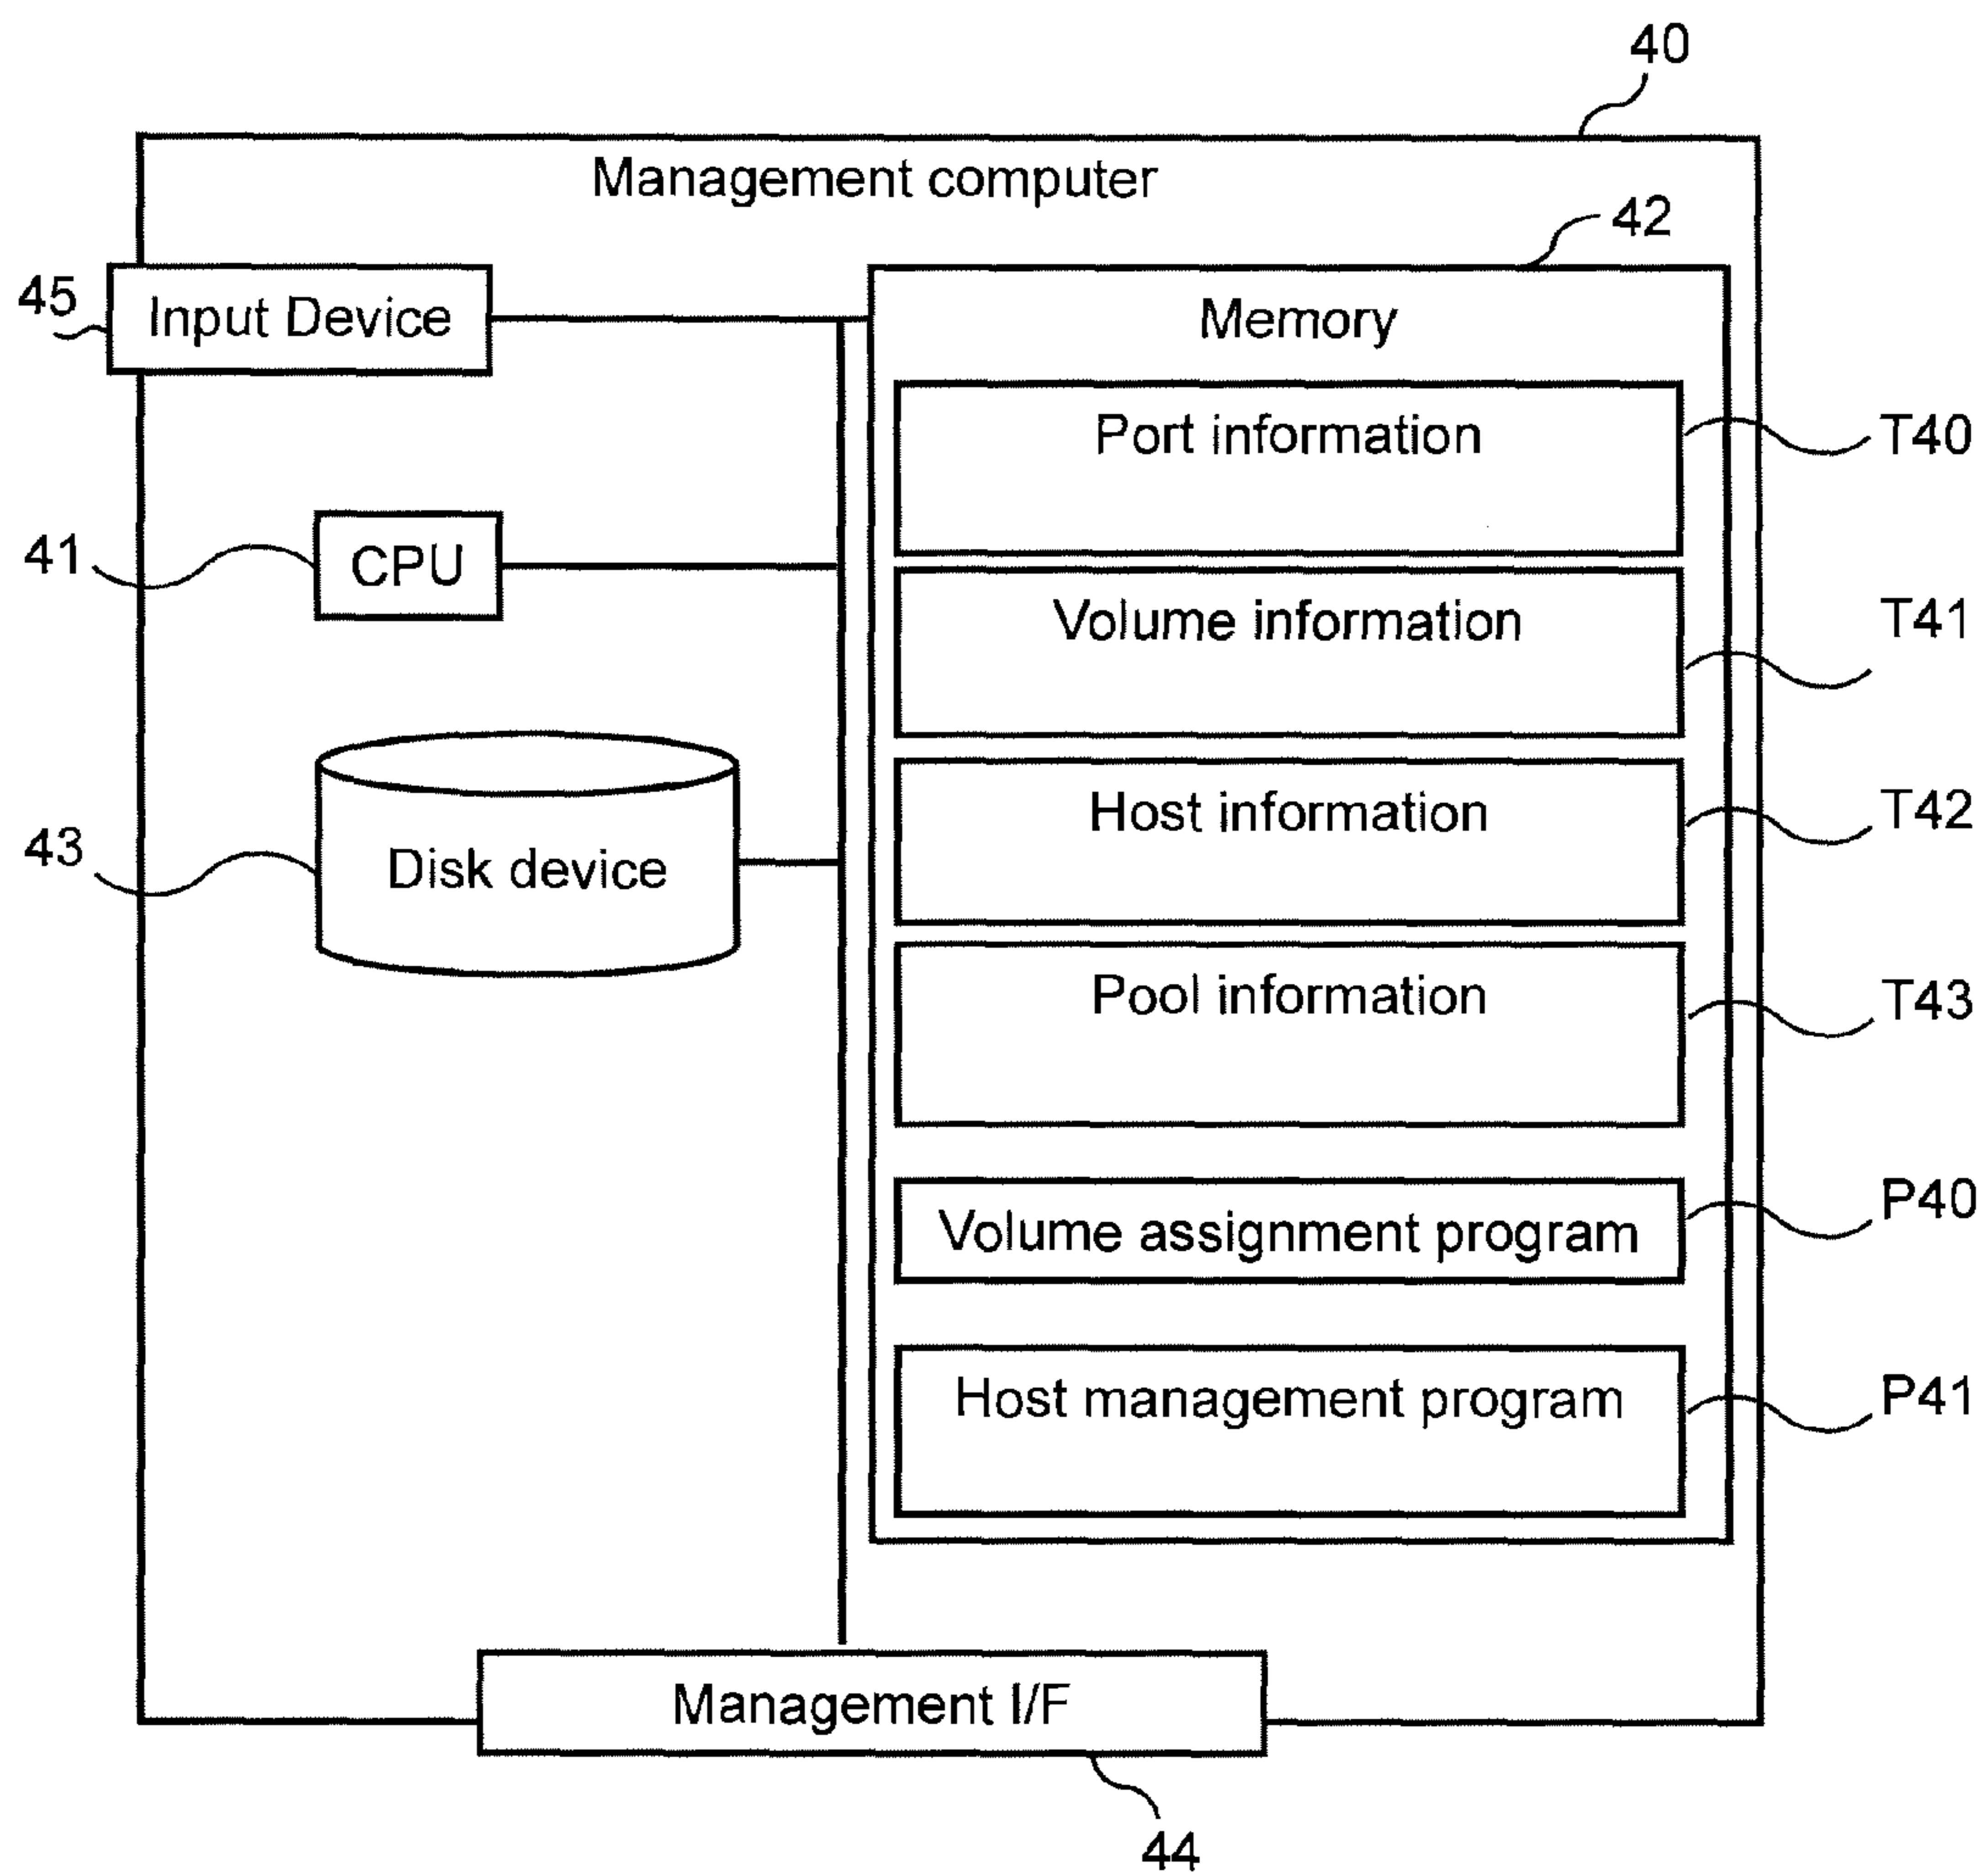 40
Management computer
42
45
Input Device
Memory
Port information
T40
41
CPU
Volume information
T41
43
Disk device
Host information
T42
Pool information
T43
Volume assignment program
P40
Host management program
P41
Management I/F
44